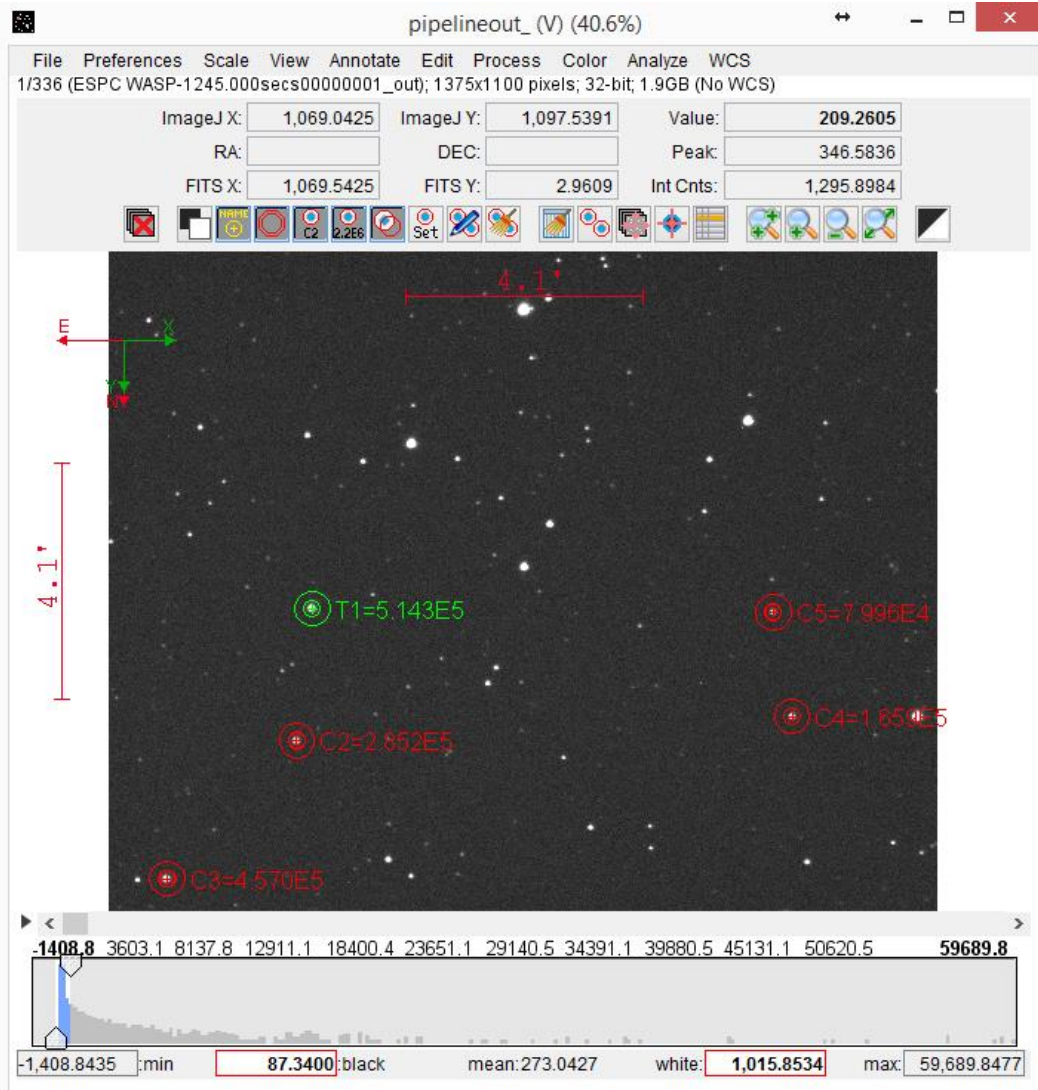 pipelineout_ (V) (40.6%)
File Preferences Scale View Annotate Edit Process Color Analyze WCS
1/336 (ESPC WASP-1245.000secs00000001_out); 1375x1100 pixels; 32-bit; 1.9GB (No WCS)
ImageJ X: 1,069.0425 ImageJ Y: 1,097.5391 Value: 209.2605
RA: DEC: Peak: 346.5836
FITS X: 1,069.5425 FITS Y: 2.9609 Int Cnts: 1,295.8984
NAME C2 2.2E6 Set
4.1'
E X
Y
N
4.1'
T1=5.143E5
C5=7.996E4
C4=1.659E5
C2=2.852E5
C3=4.570E5
-1408.8 3603.1 8137.8 12911.1 18400.4 23651.1 29140.5 34391.1 39880.5 45131.1 50620.5 59689.8
-1,408.8435 :min 87.3400 :black mean:273.0427 white: 1,015.8534 max: 59,689.8477